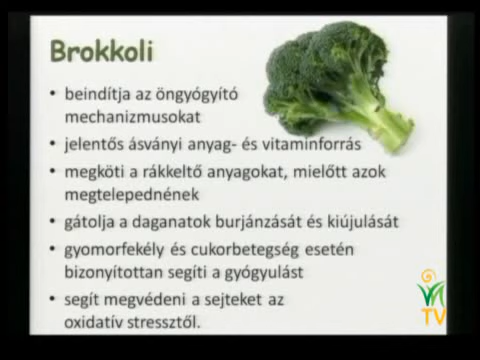 Brokkoli
• beindítja az öngyógyító
mechanizmusokat
• jelentős ásványi anyag- és vitaminforrás
• megköti a rákkeltő anyagokat, mielőtt azok
megtelepednének
• gátolja a daganatok burjánzását és kiújulását
• gyomorfekély és cukorbetegség esetén
bizonyítottan segíti a gyógyulást
• segít megvédeni a sejteket az
oxidatív stressztől.
TV